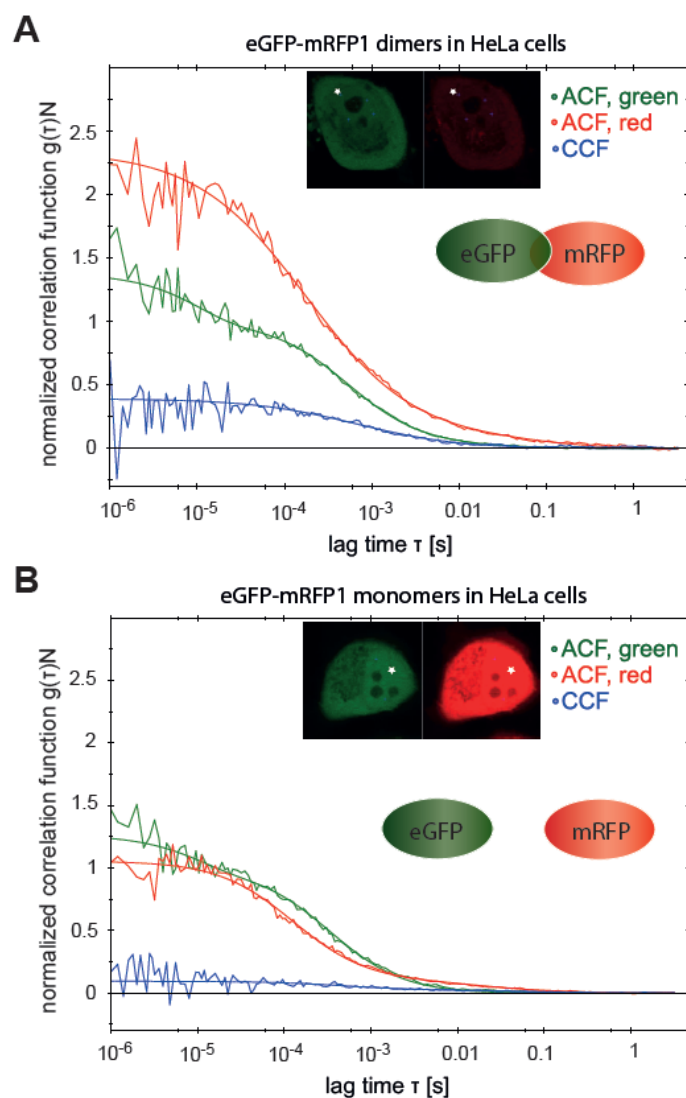 A
eGFP-mRFP1 dimers in HeLa cells
normalized correlation function g(τ)N
2.5
2
1.5
1
0.5
0
ACF, green
ACF, red
CCF
eGFP
mRFP
10⁻⁶
10⁻⁵
10⁻⁴
10⁻³
0.01
0.1
1
lag time τ [s]
B
eGFP-mRFP1 monomers in HeLa cells
normalized correlation function g(τ)N
2.5
2
1.5
1
0.5
0
ACF, green
ACF, red
CCF
eGFP
mRFP
10⁻⁶
10⁻⁵
10⁻⁴
10⁻³
0.01
0.1
1
lag time τ [s]